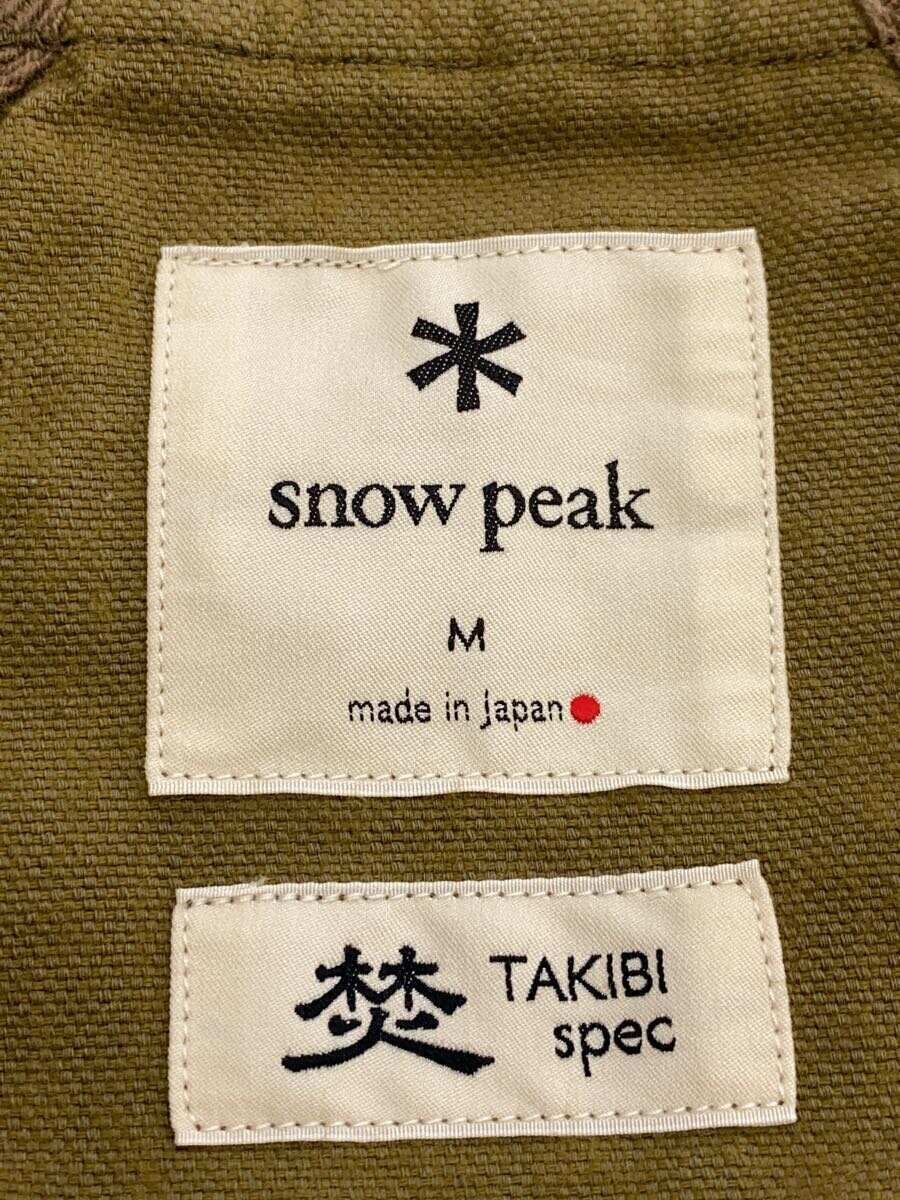 snow peak
M
made in Japan
焚 TAKIBI
spec